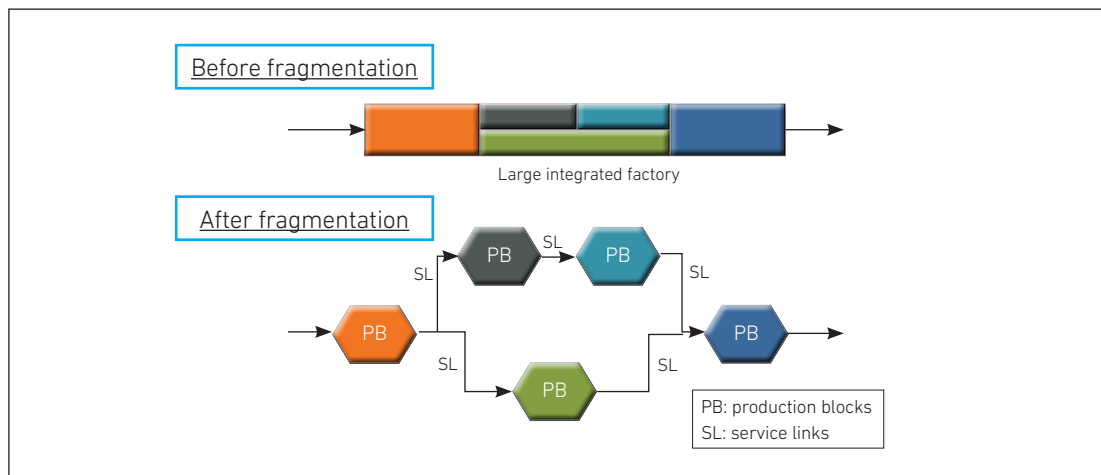 Before fragmentation
Large integrated factory
After fragmentation
PB
SL
PB
SL
SL
PB
PB
SL
PB
SL
PB: production blocks
SL: service links